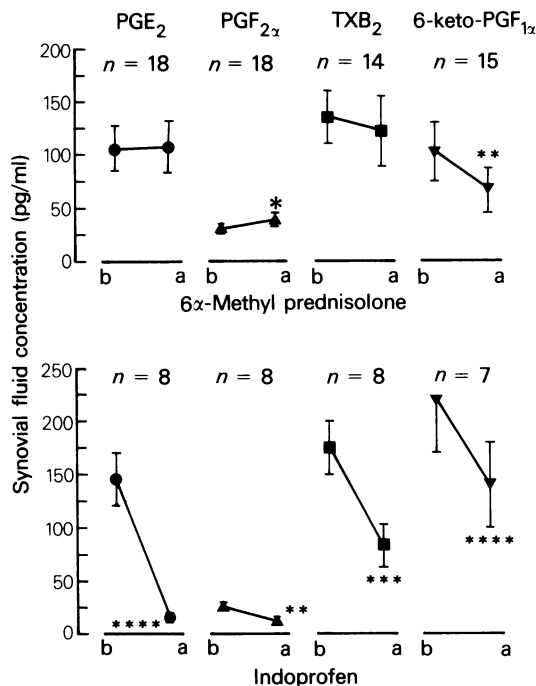 PGE2 PGF2α TXB2 6-keto-PGF1α
200 n = 18 n = 18 n = 14 n = 15
150
**
100
*
50
0
b a b a b a b a
6α-Methyl prednisolone
Synovial fluid concentration (pg/ml)
250 n = 8 n = 8 n = 8 n = 7
200
150
100
****
***
50
**
****
0
b a b a b a b a
Indoprofen